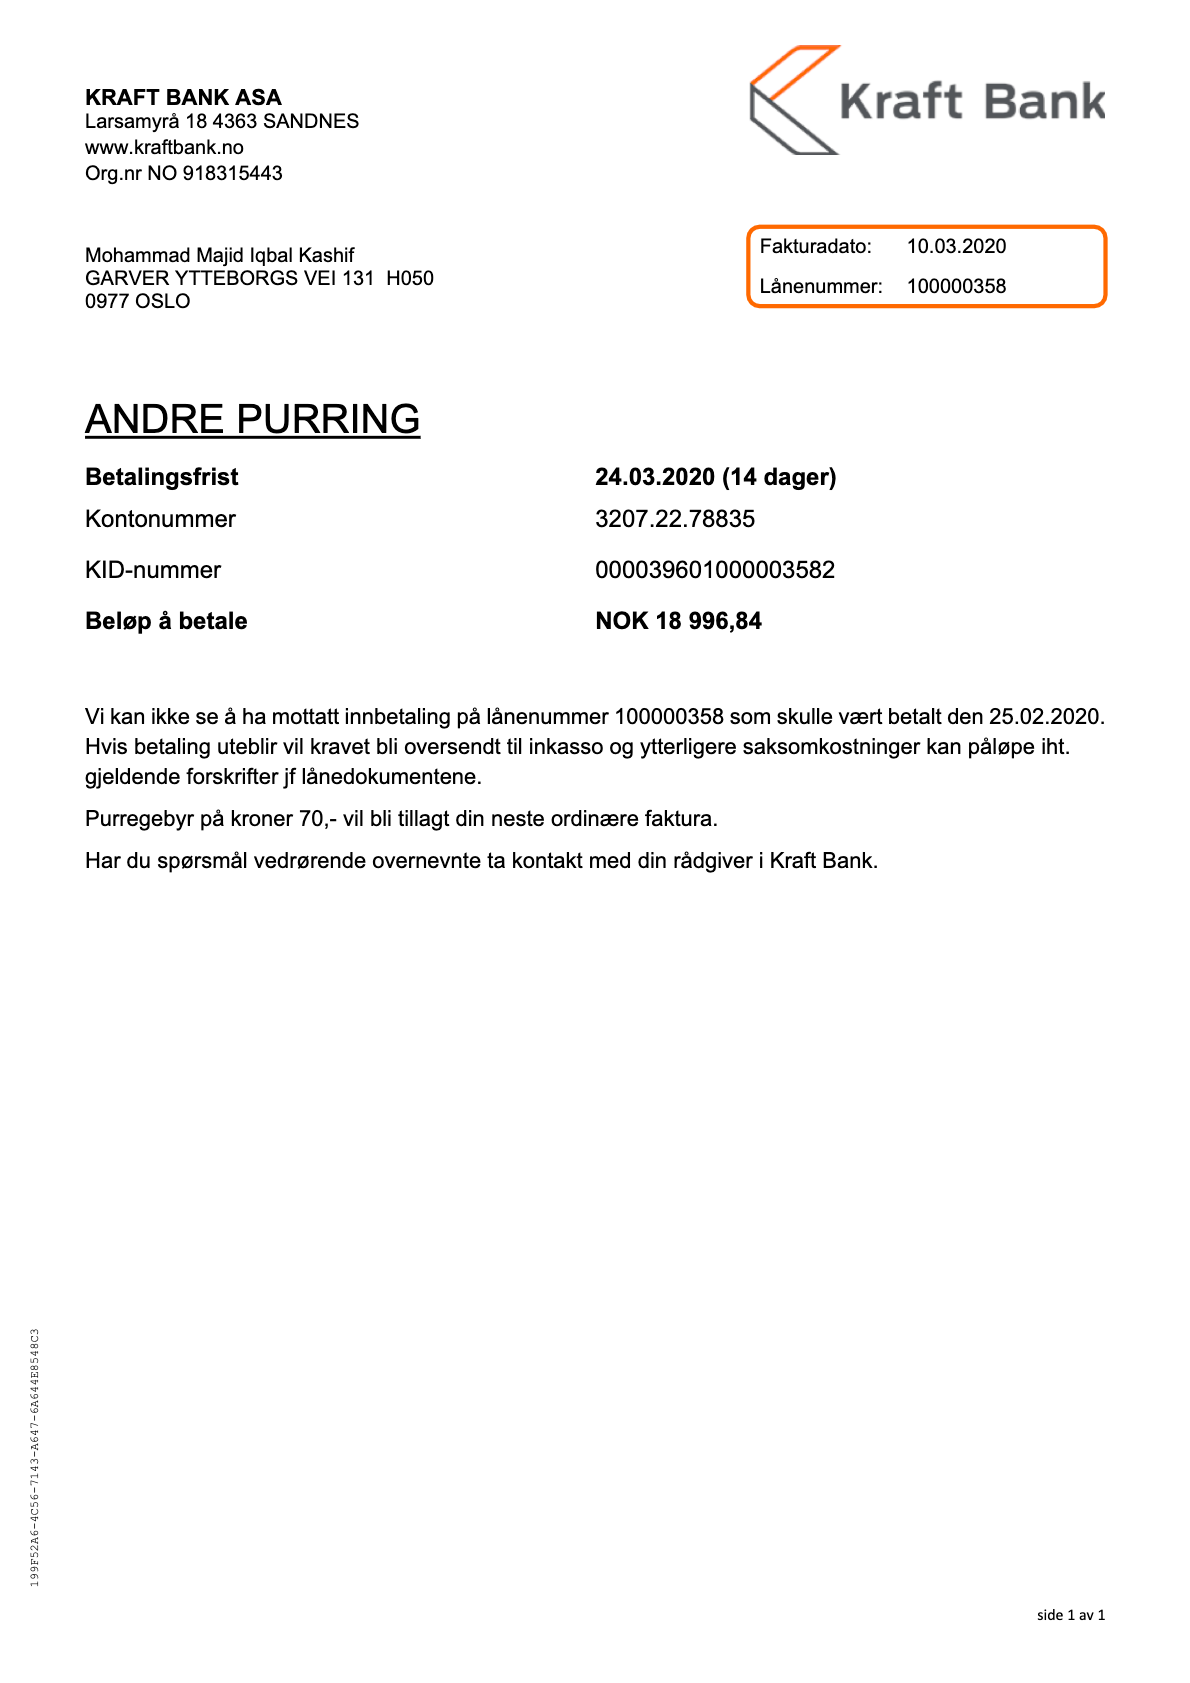 KRAFT BANK ASA
Larsamyrå 18 4363 SANDNES
www.kraftbank.no
Org.nr NO 918315443
Kraft Bank
Mohammad Majid Iqbal Kashif
GARVER YTTEBORGS VEI 131  H050
0977 OSLO
Fakturadato: 10.03.2020
Lånenummer: 100000358
ANDRE PURRING
Betalingsfrist 24.03.2020 (14 dager)
Kontonummer 3207.22.78835
KID-nummer 000039601000003582
Beløp å betale NOK 18 996,84
Vi kan ikke se å ha mottatt innbetaling på lånenummer 100000358 som skulle vært betalt den 25.02.2020.
Hvis betaling uteblir vil kravet bli oversendt til inkasso og ytterligere saksomkostninger kan påløpe iht.
gjeldende forskrifter jf lånedokumentene.
Purregebyr på kroner 70,- vil bli tillagt din neste ordinære faktura.
Har du spørsmål vedrørende overnevnte ta kontakt med din rådgiver i Kraft Bank.
199F52A6-4C56-7143-A647-6A644E8548C3
side 1 av 1